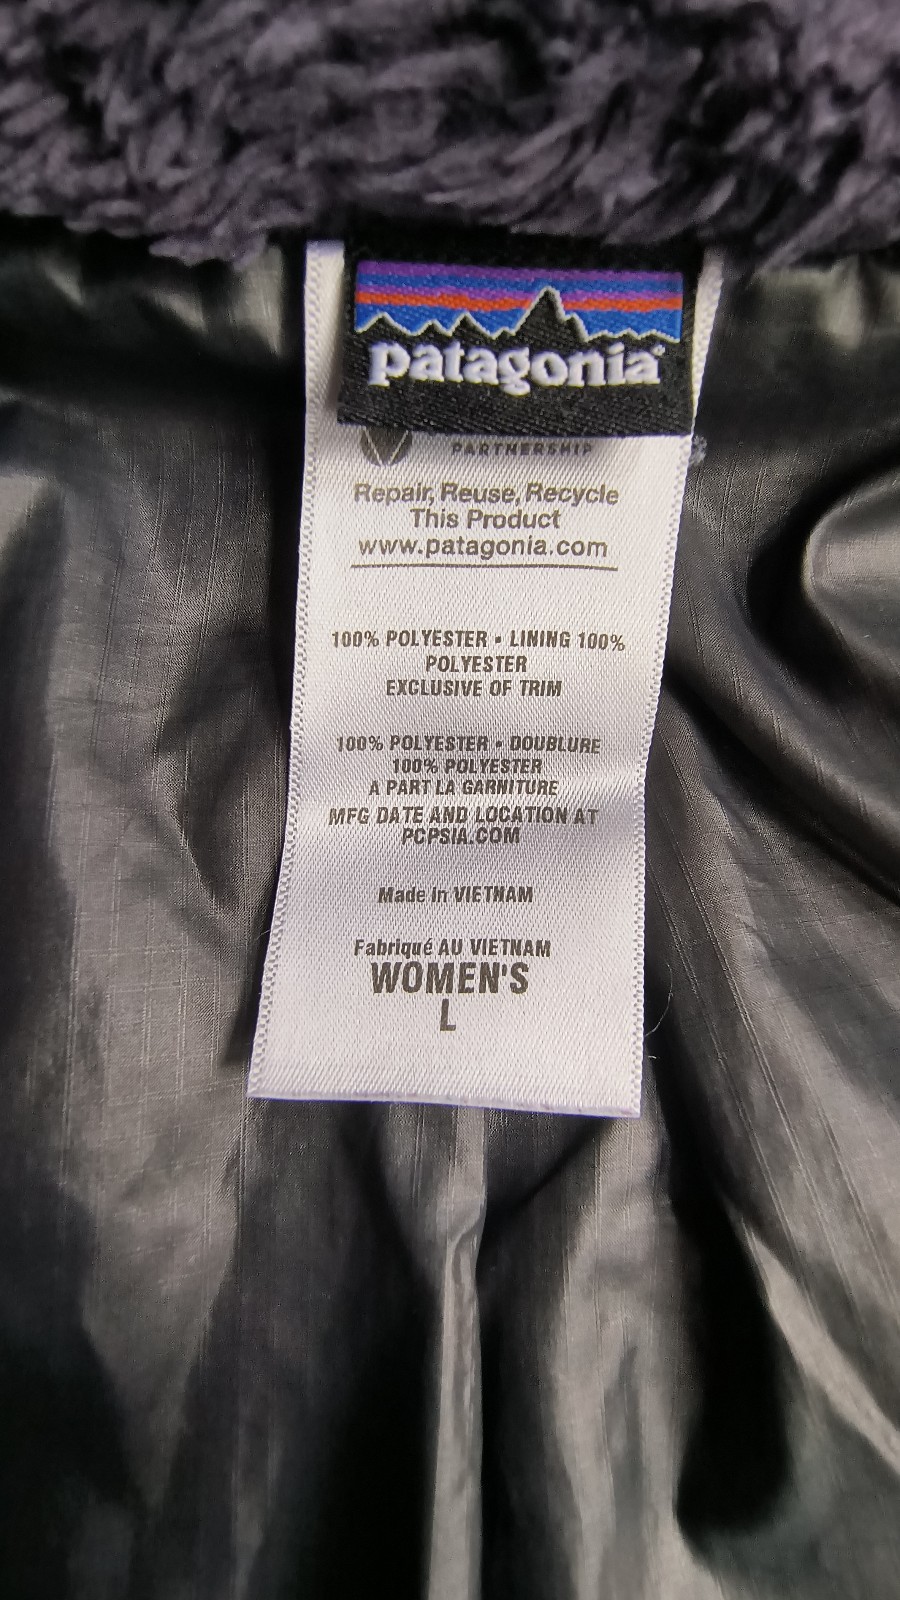 patagonia®
PARTNERSHIP
Repair, Reuse, Recycle
This Product
www.patagonia.com
100% POLYESTER • LINING 100%
POLYESTER
EXCLUSIVE OF TRIM
100% POLYESTER • DOUBLURE
100% POLYESTER
A PART LA GARNITURE
MFG DATE AND LOCATION AT
PCPSIA.COM
Made in VIETNAM
Fabriqué AU VIETNAM
WOMEN'S
L